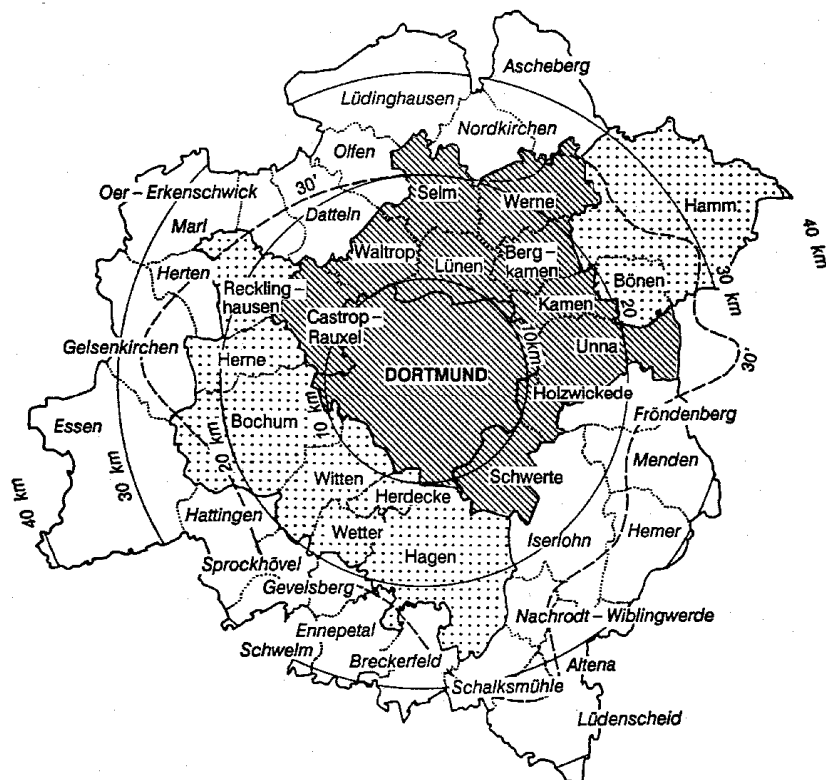 Ascheberg
Lüdinghausen
Nordkirchen
Olfen
Oer – Erkenschwick
30'
Selm
Werne
Hamm
Datteln
Marl
40 km
Waltrop
Lünen
Berg-
kamen
Herten
Reckling –
hausen
Bönen
30 km
Kamen
20
Castrop –
Rauxel
10 km
Gelsenkirchen
Herne
Unna
30'
DORTMUND
Holzwickede
Essen
Bochum
10 km
Fröndenberg
20 km
Menden
30 km
Witten
Schwerte
40 km
Herdecke
Hattingen
Wetter
Hagen
Iserlohn
Hemer
Sprockhövel
Gevelsberg
Nachrodt – Wiblingwerde
Ennepetal
Schwelm
Breckerfeld
Altena
Schalksmühle
Lüdenscheid